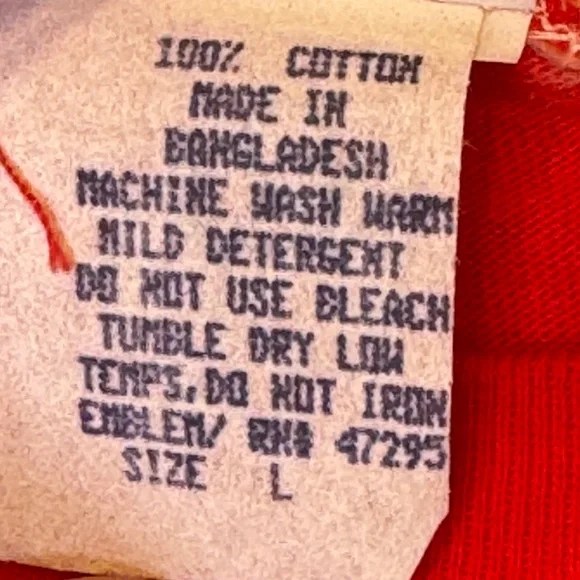 100% COTTON
MADE IN
BANGLADESH
MACHINE WASH WARM
MILD DETERGENT
DO NOT USE BLEACH
TUMBLE DRY LOW
TEMPS.DO NOT IRON
EMBLEM/ RN# 47295
SIZE L